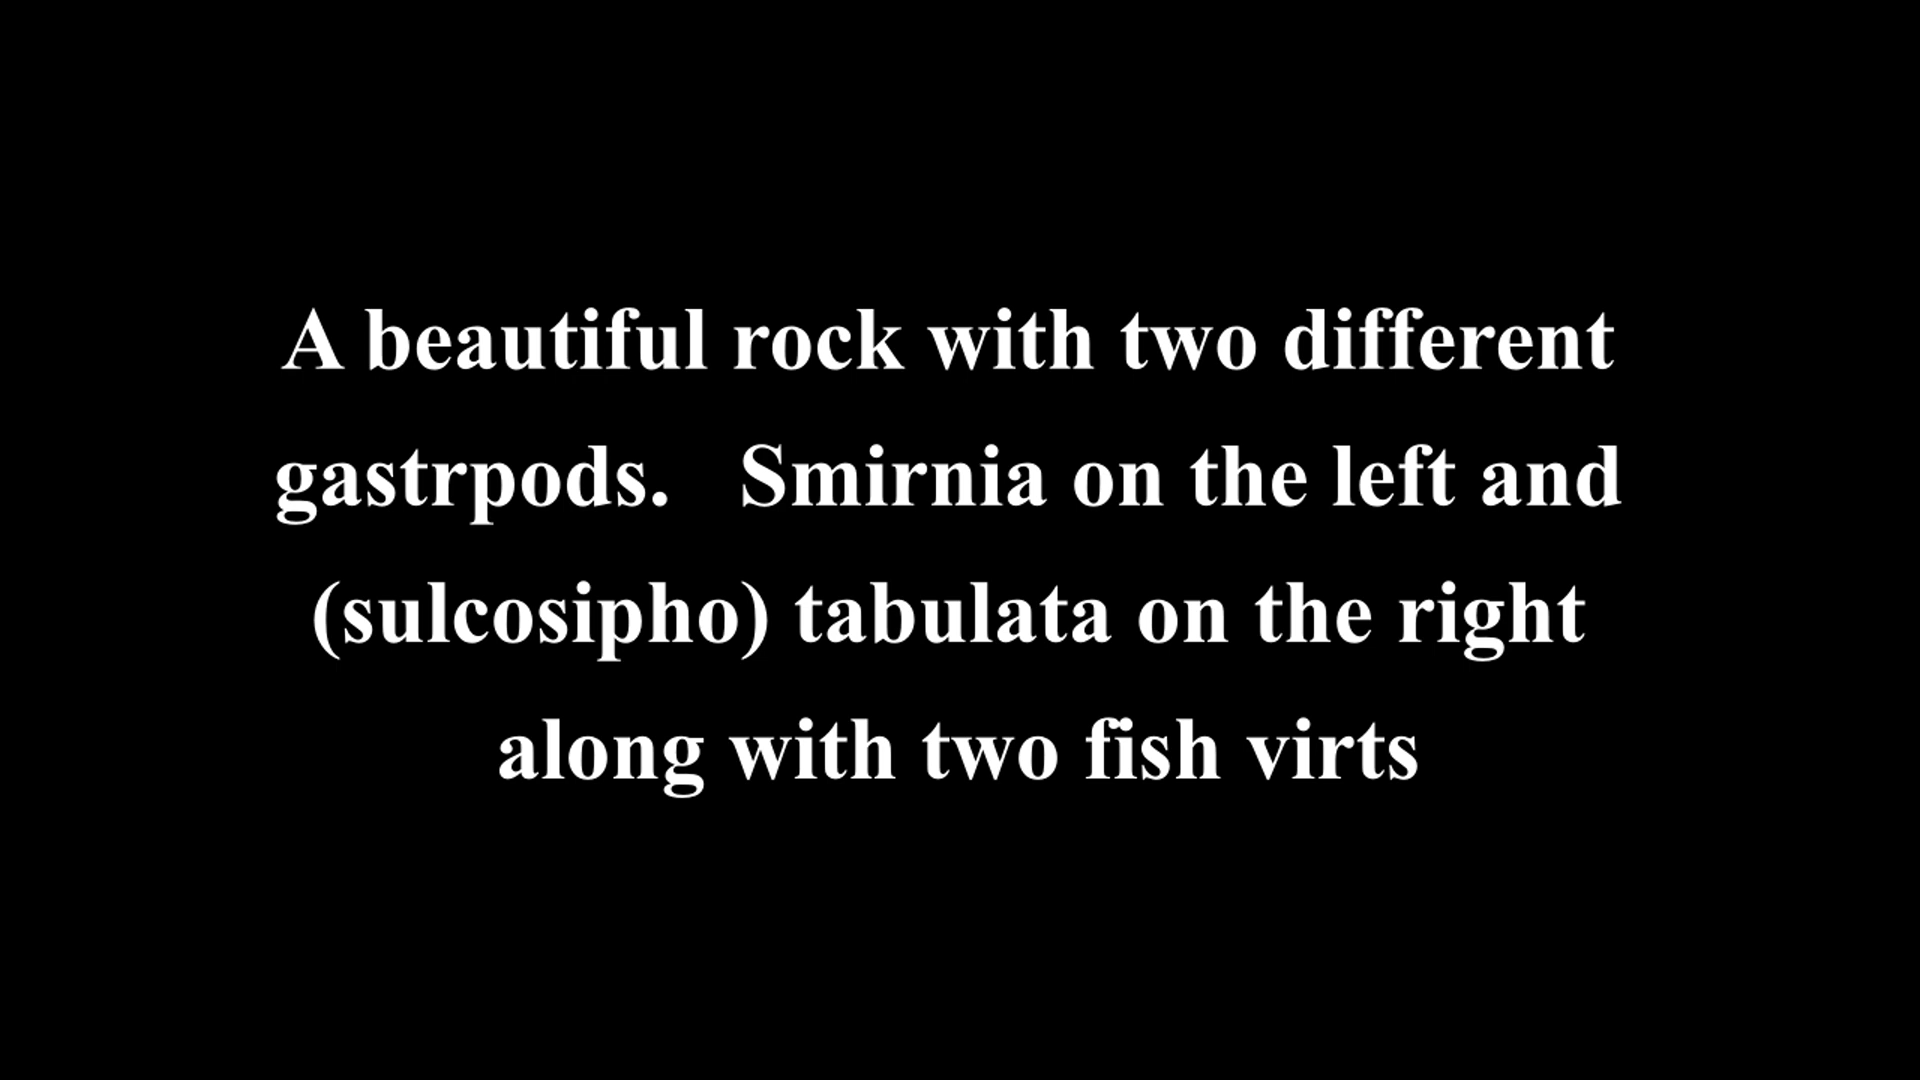 A beautiful rock with two different
gastrpods.   Smirnia on the left and
(sulcosipho) tabulata on the right
along with two fish virts